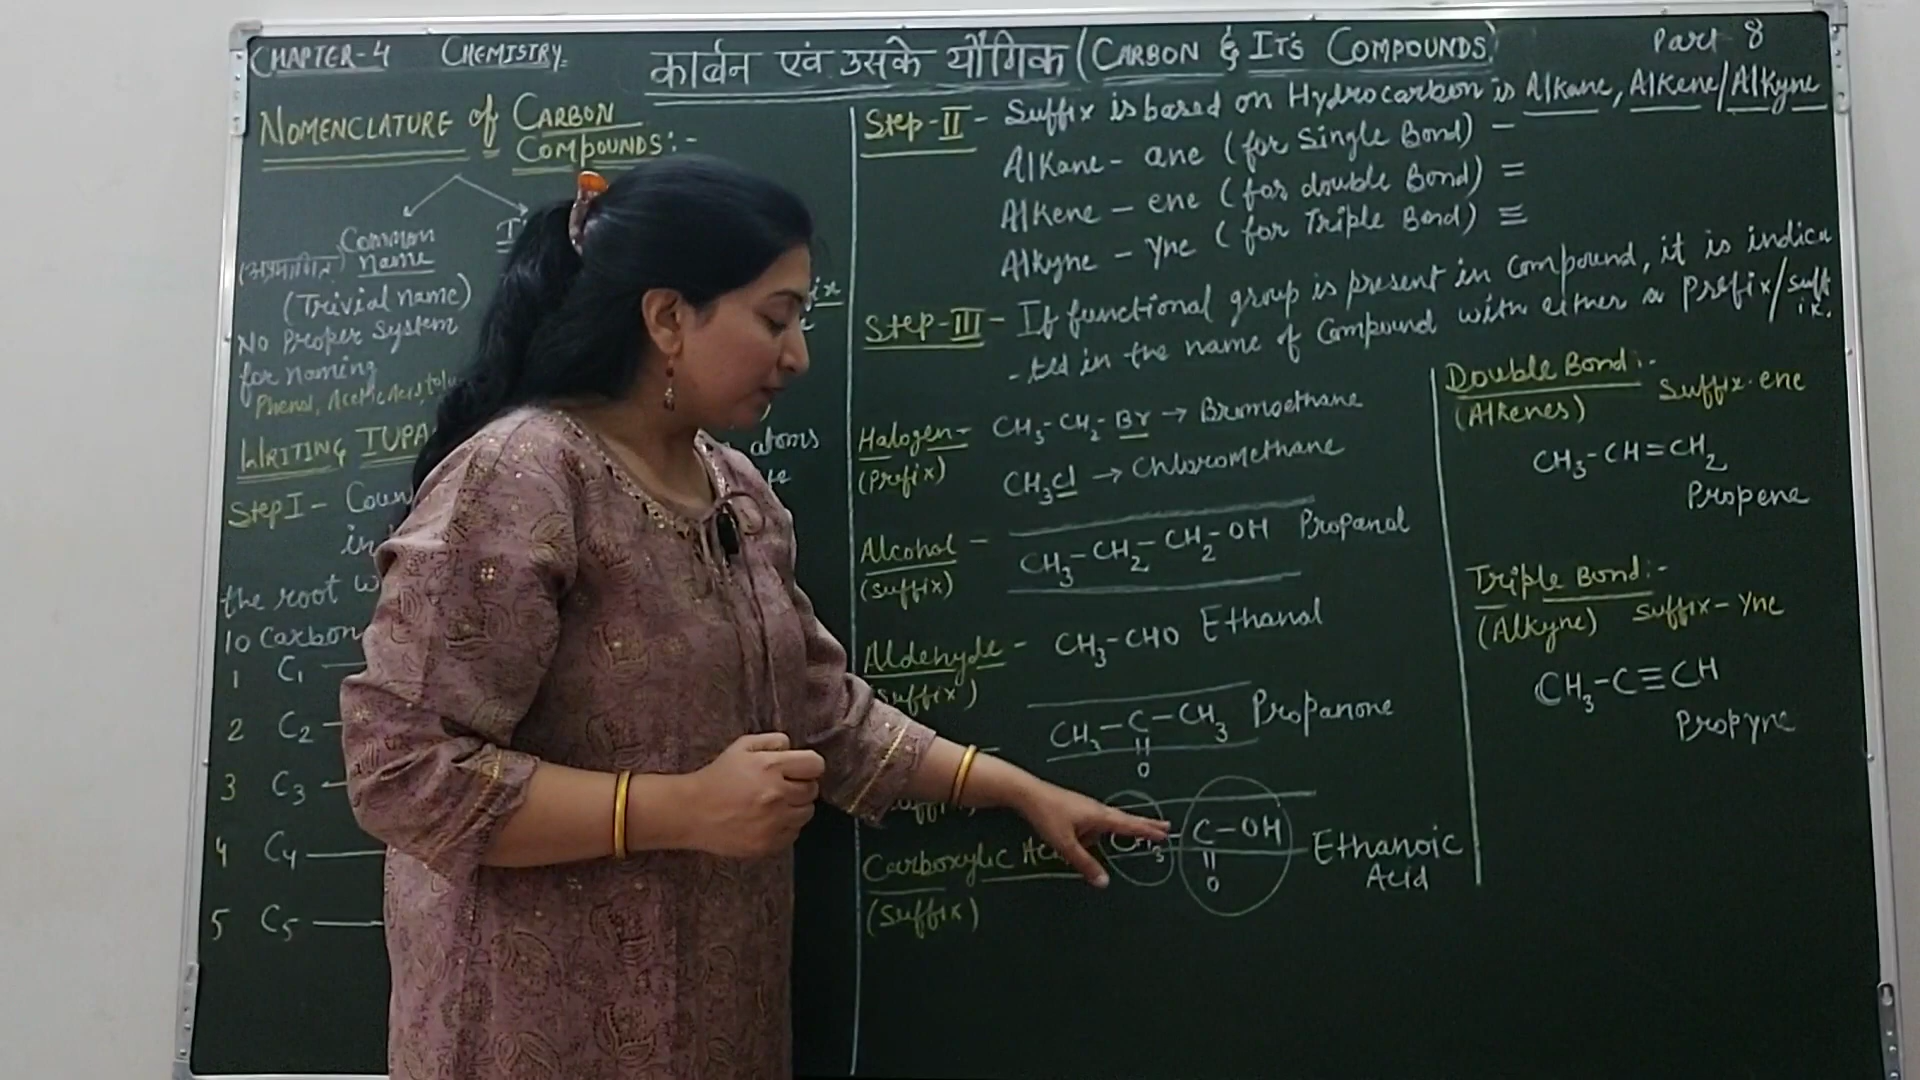 CHAPTER-4 CHEMISTRY कार्बन एवं उसके यौगिक (CARBON & IT'S COMPOUNDS) Part 8
NOMENCLATURE of CARBON
COMPOUNDS:-
Common
name
(Trivial name)
No Proper System
for naming
Phenol, Acetic Acid,
WRITING
Step I -
atoms
the root
10 Carbon
1 C1
2 C2
3 C3
4 C4
5 C5
Step-II - Suffix is based on Hydrocarbon is Alkane, Alkene/Alkyne
Alkane - ane (for Single Bond) -
Alkene - ene (for double Bond) =
Alkyne - Yne (for Triple Bond) ≡
Step-III - If functional group is present in Compound, it is indica
-ted in the name of Compound with either a Prefix/Suff
ix.
Halogen- CH3-CH2-Br → Bromoethane
(Prefix) CH3Cl → Chloromethane
Alcohol - CH3-CH2-CH2-OH Propanol
(Suffix)
Aldehyde - CH3-CHO Ethanal
(Suffix)
CH3-C-CH3 Propanone
||
O
Carboxylic CH3-C-OH Ethanoic
Acid
||
O
(Suffix)
Double Bond:- Suffix-ene
(Alkenes)
CH3-CH=CH2
Propene
Triple Bond:-
(Alkyne) Suffix-Yne
CH3-C≡CH
Propyne